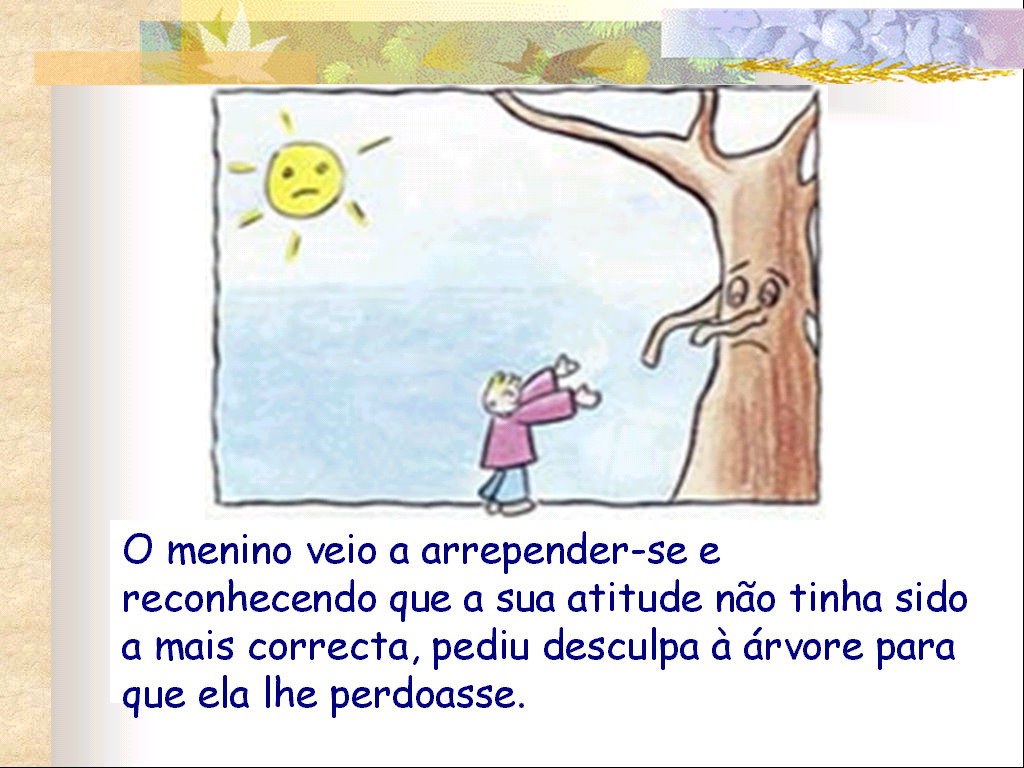 O menino veio a arrepender-se e
reconhecendo que a sua atitude não tinha sido
a mais correcta, pediu desculpa à árvore para
que ela lhe perdoasse.